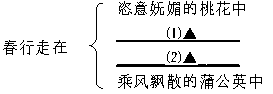 恣意妩媚的桃花中
(1)▲
春行走在
(2)▲
乘风飘散的蒲公英中